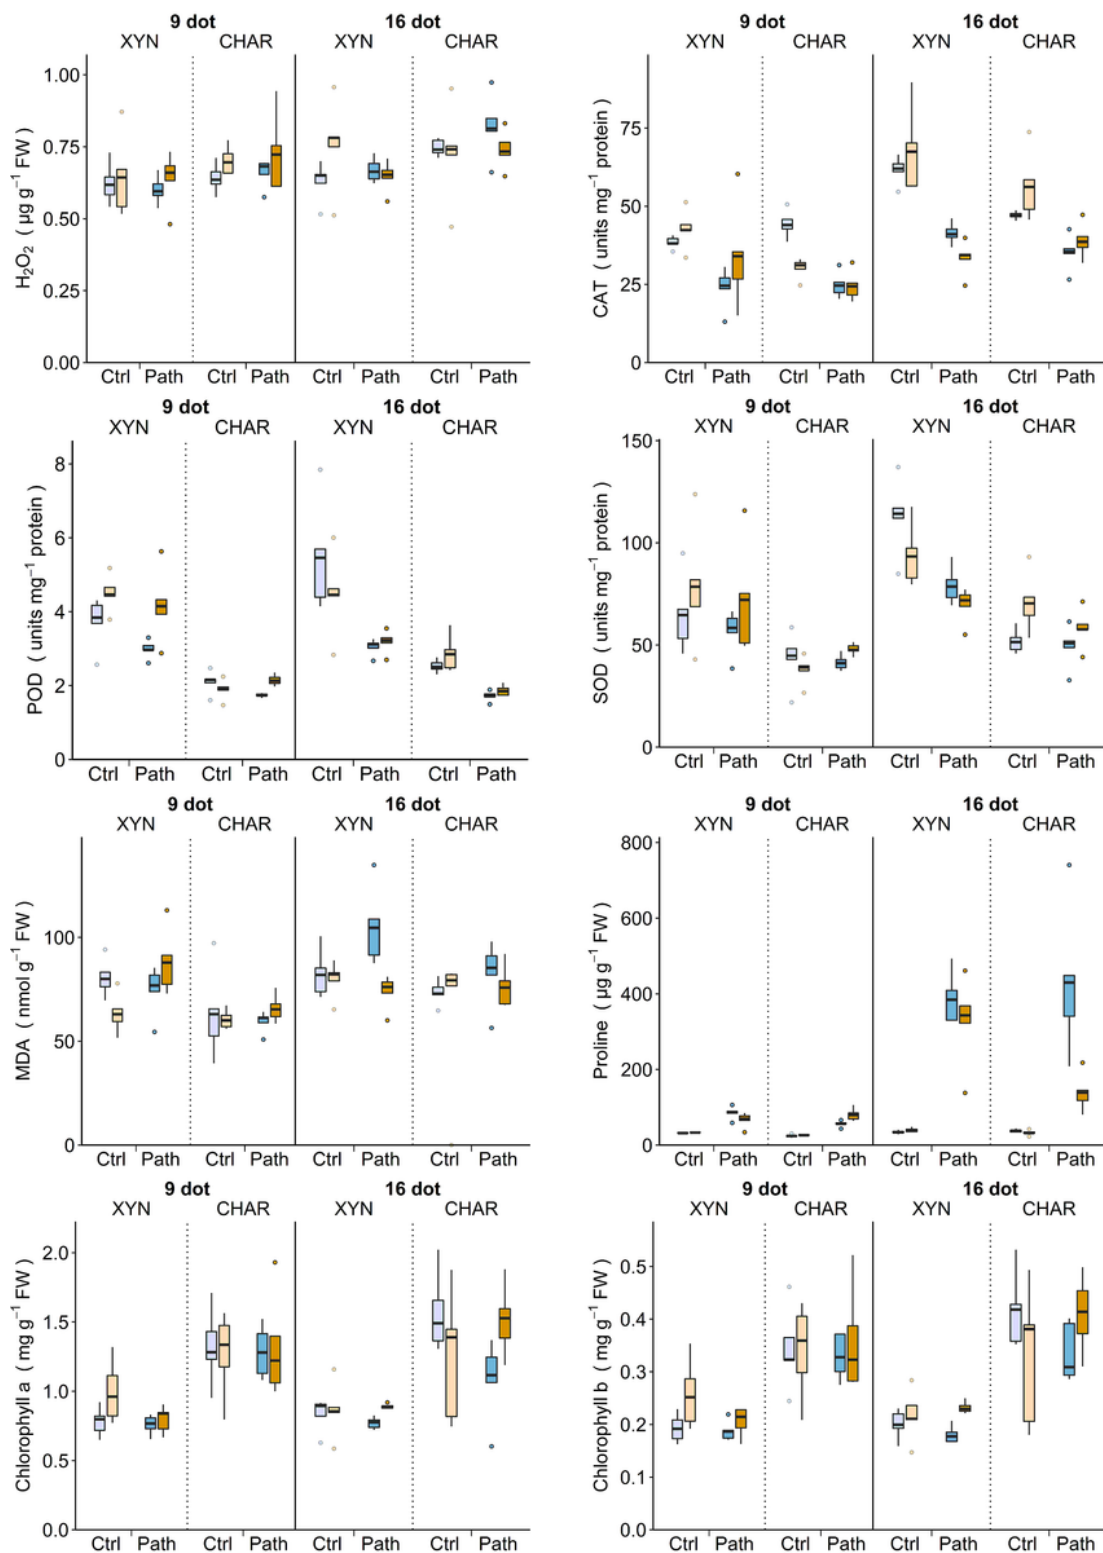 9 dot 16 dot
XYN CHAR XYN CHAR
H₂O₂ ( µg g⁻¹ FW )
1.00
0.75
0.50
0.25
0.00
Ctrl Path Ctrl Path Ctrl Path Ctrl Path
9 dot 16 dot
XYN CHAR XYN CHAR
CAT ( units mg⁻¹ protein )
75
50
25
0
Ctrl Path Ctrl Path Ctrl Path Ctrl Path
9 dot 16 dot
XYN CHAR XYN CHAR
POD ( units mg⁻¹ protein )
8
6
4
2
0
Ctrl Path Ctrl Path Ctrl Path Ctrl Path
9 dot 16 dot
XYN CHAR XYN CHAR
SOD ( units mg⁻¹ protein )
150
100
50
0
Ctrl Path Ctrl Path Ctrl Path Ctrl Path
9 dot 16 dot
XYN CHAR XYN CHAR
MDA ( nmol g⁻¹ FW )
100
50
0
Ctrl Path Ctrl Path Ctrl Path Ctrl Path
9 dot 16 dot
XYN CHAR XYN CHAR
Proline ( µg g⁻¹ FW )
800
600
400
200
0
Ctrl Path Ctrl Path Ctrl Path Ctrl Path
9 dot 16 dot
XYN CHAR XYN CHAR
Chlorophyll a ( mg g⁻¹ FW )
2.0
1.5
1.0
0.5
0.0
Ctrl Path Ctrl Path Ctrl Path Ctrl Path
9 dot 16 dot
XYN CHAR XYN CHAR
Chlorophyll b ( mg g⁻¹ FW )
0.5
0.4
0.3
0.2
0.1
0.0
Ctrl Path Ctrl Path Ctrl Path Ctrl Path